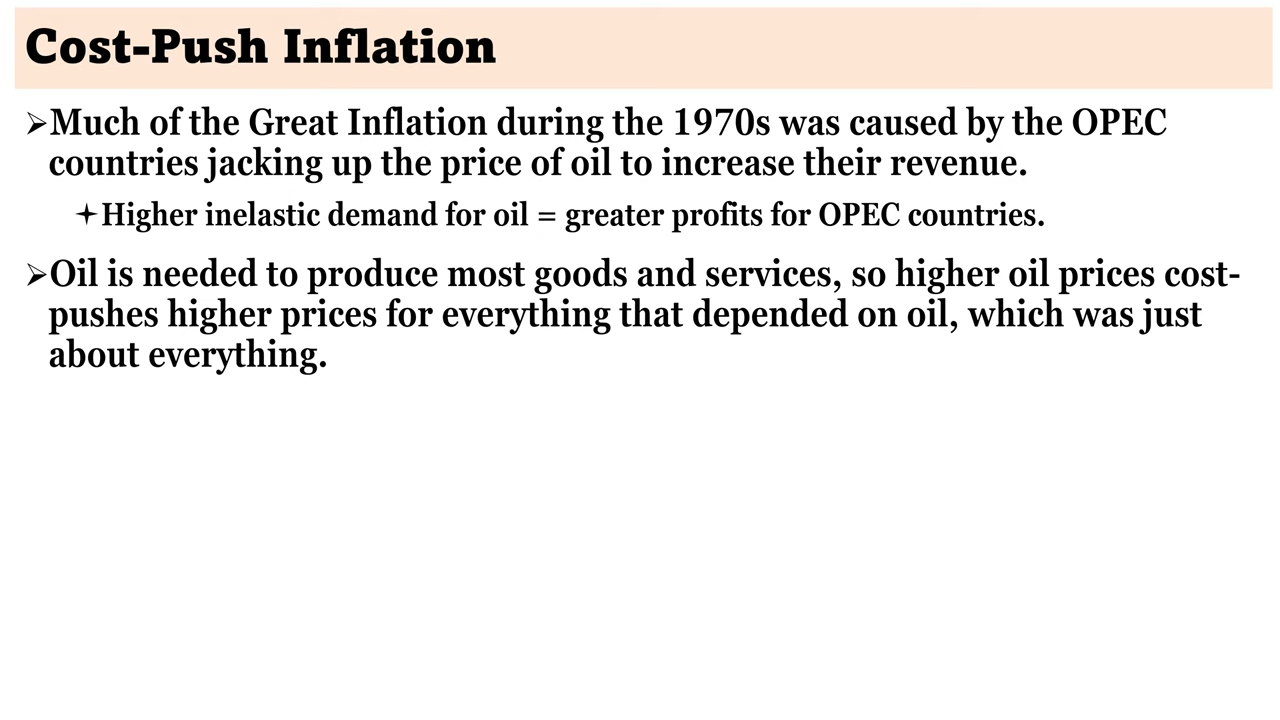 Cost-Push Inflation
➢Much of the Great Inflation during the 1970s was caused by the OPEC
countries jacking up the price of oil to increase their revenue.
✦Higher inelastic demand for oil = greater profits for OPEC countries.
➢Oil is needed to produce most goods and services, so higher oil prices cost-
pushes higher prices for everything that depended on oil, which was just
about everything.